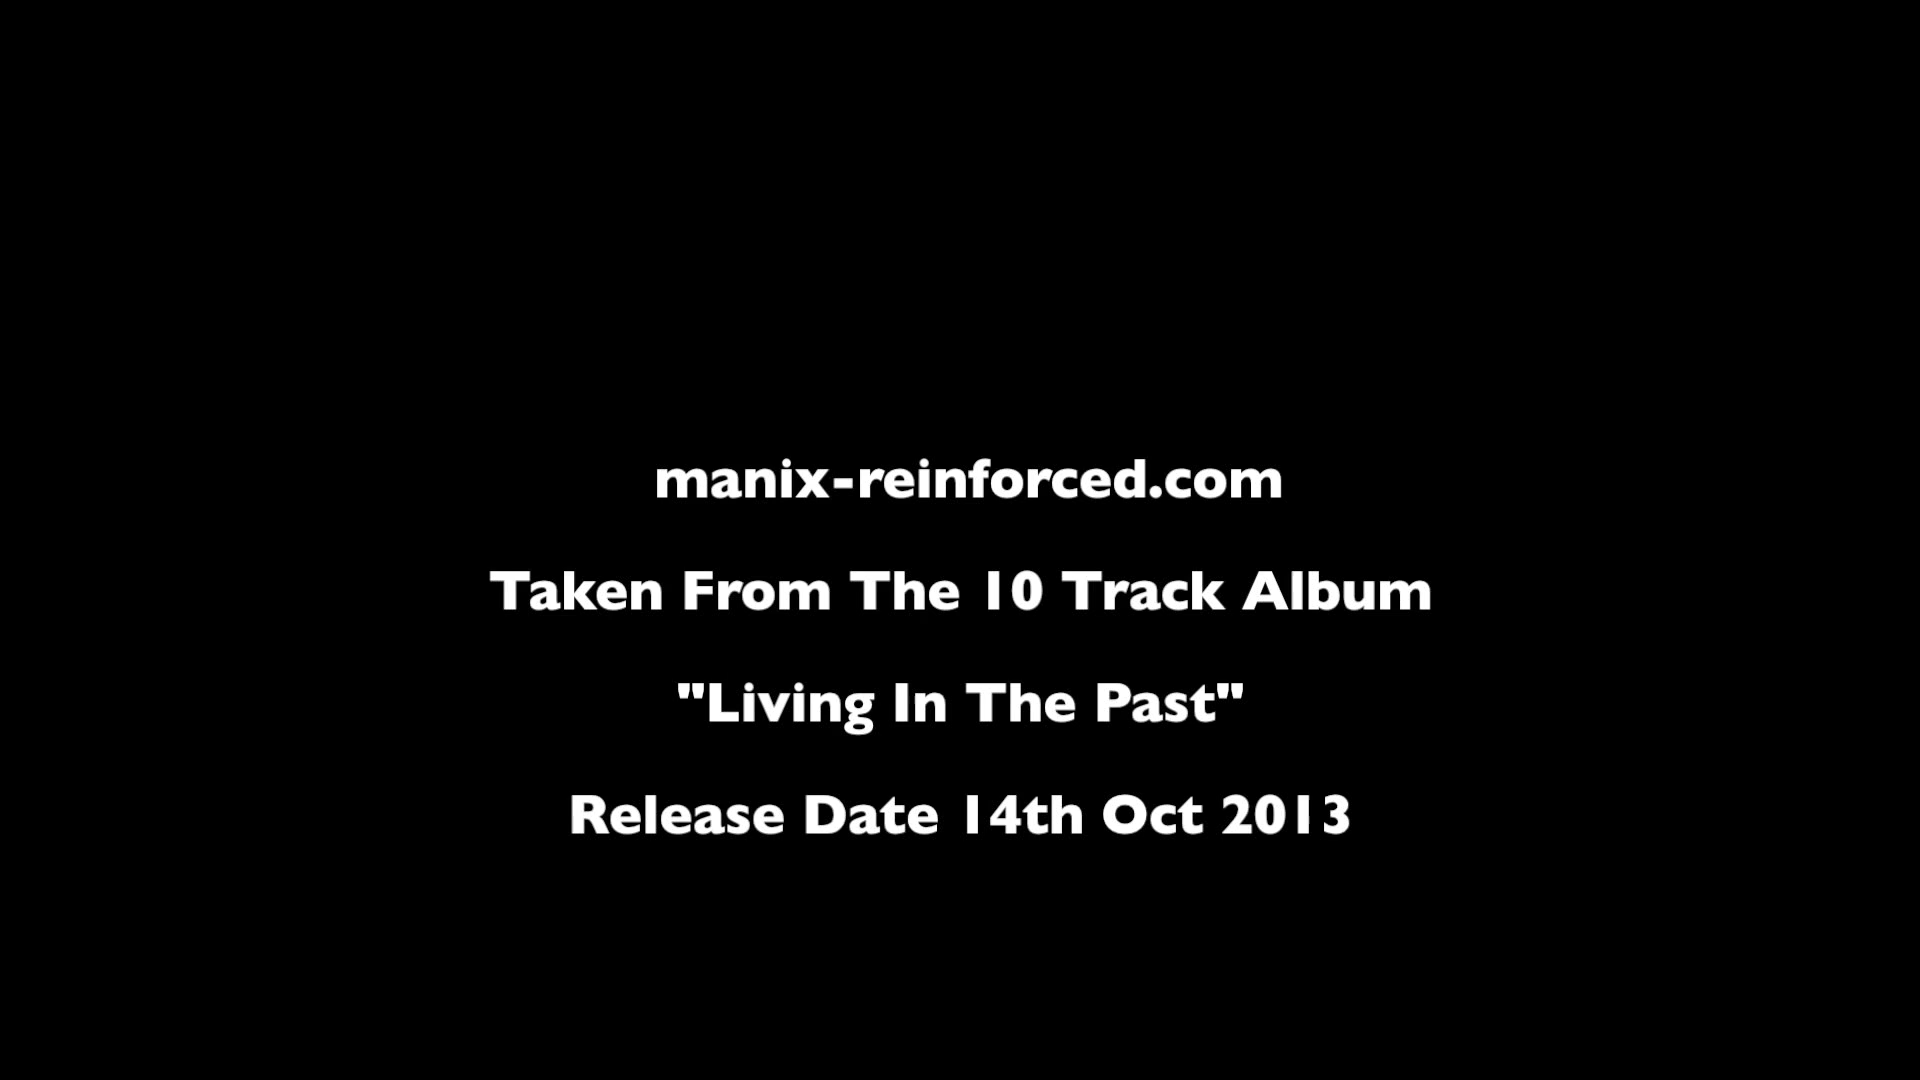 manix-reinforced.com
Taken From The 10 Track Album
"Living In The Past"
Release Date 14th Oct 2013